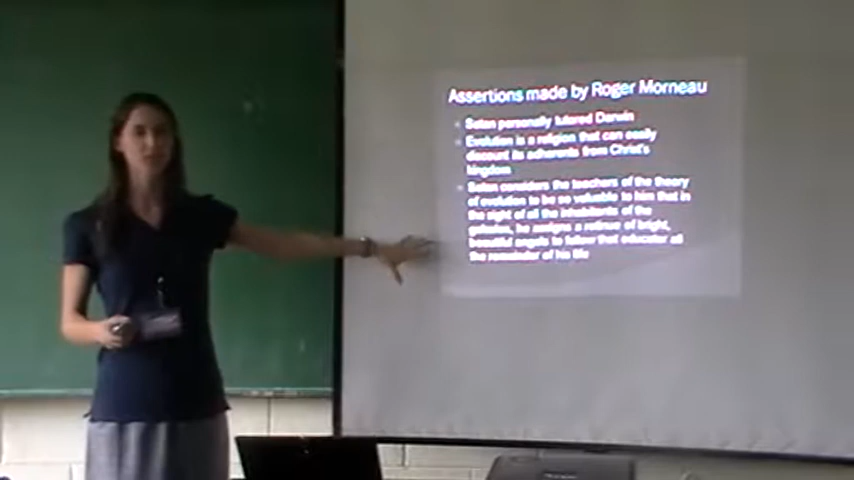 Assertions made by Roger Morneau
Satan personally tutored Darwin
Evolution is a religion that can easily
discount its adherents from Christ's
kingdom
Satan considers the teachers of the theory
of evolution to be so valuable to him that in
the sight of all the inhabitants of the
galaxies, he assigns a retinue of bright,
beautiful angels to follow that educator all
the remainder of his life